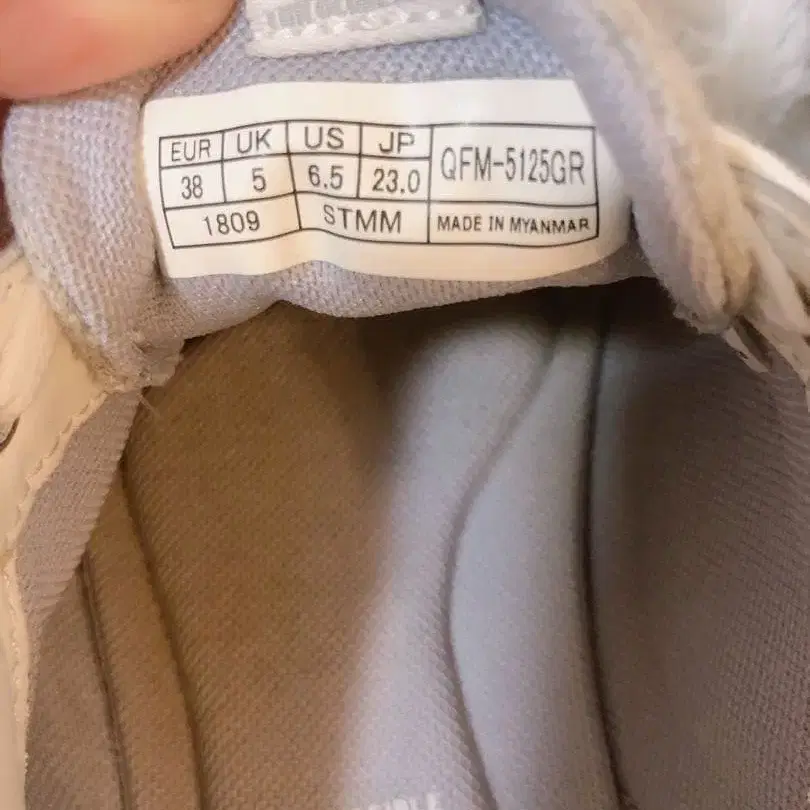 EUR UK US JP QFM-5125GR
38 5 6.5 23.0
1809 STMM MADE IN MYANMAR